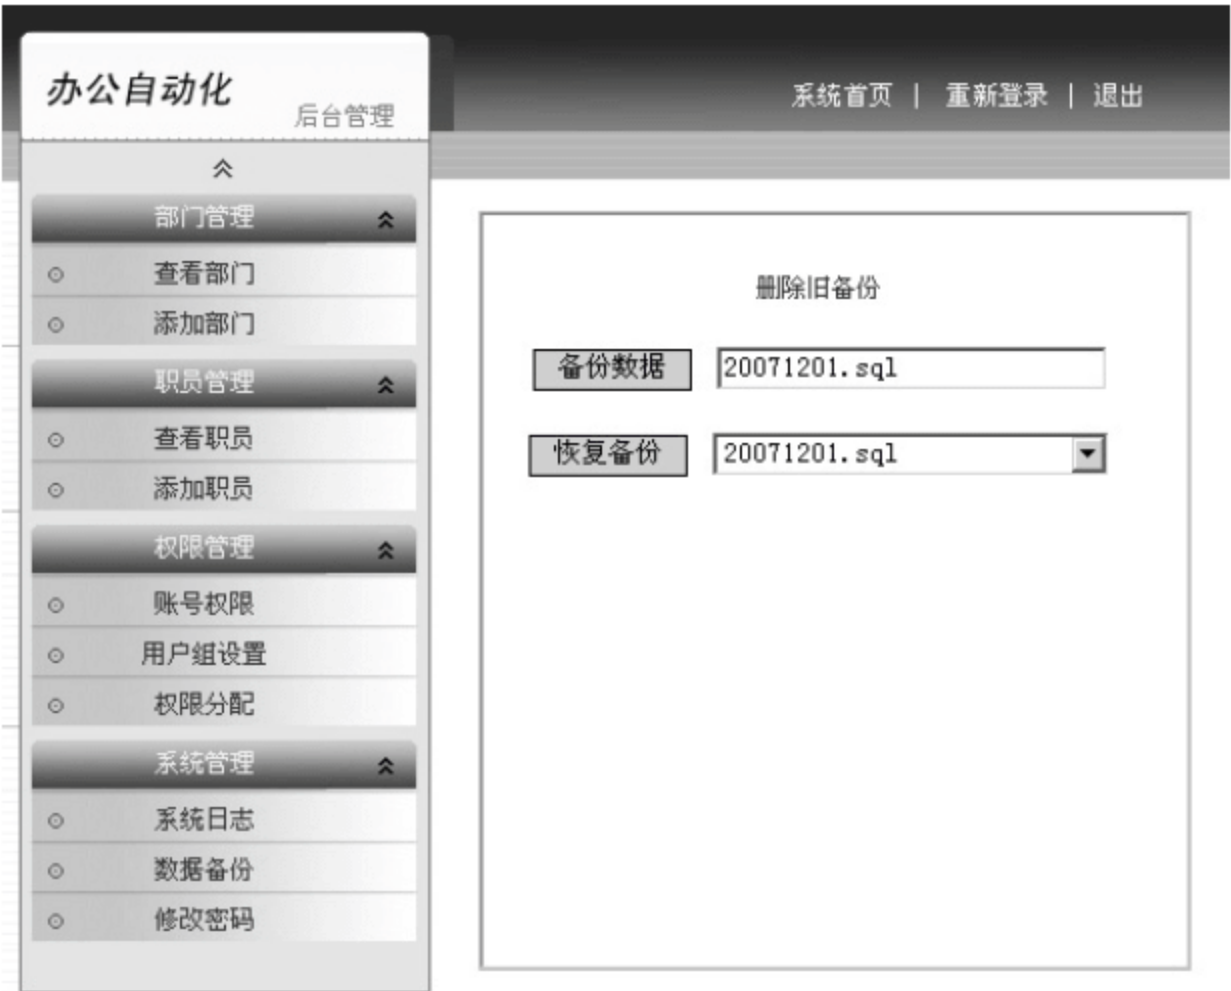 办公自动化
后台管理
系统首页 | 重新登录 | 退出
部门管理
查看部门
添加部门
职员管理
查看职员
添加职员
权限管理
账号权限
用户组设置
权限分配
系统管理
系统日志
数据备份
修改密码
删除旧备份
备份数据 20071201.sql
恢复备份 20071201.sql